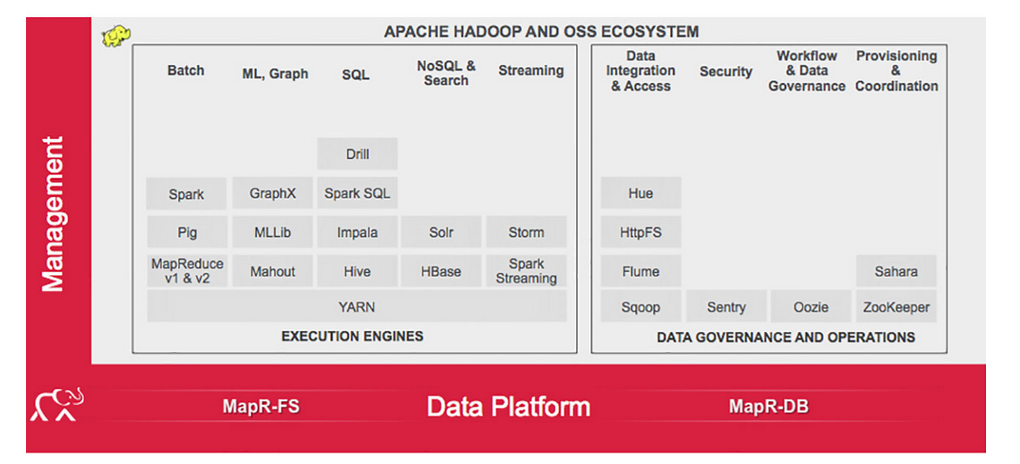 APACHE HADOOP AND OSS ECOSYSTEM
Management
Batch
ML, Graph
SQL
NoSQL &
Search
Streaming
Drill
Spark
GraphX
Spark SQL
Pig
MLLib
Impala
Solr
Storm
MapReduce
v1 & v2
Mahout
Hive
HBase
Spark
Streaming
YARN
EXECUTION ENGINES
Data
Integration
& Access
Security
Workflow
& Data
Governance
Provisioning
&
Coordination
Hue
HttpFS
Flume
Sahara
Sqoop
Sentry
Oozie
ZooKeeper
DATA GOVERNANCE AND OPERATIONS
MapR-FS
Data Platform
MapR-DB